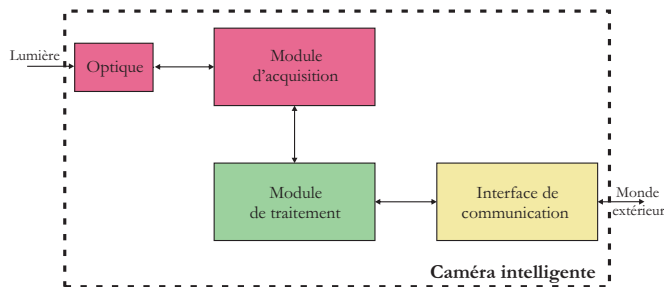 Lumière
Optique
Module
d'acquisition
Module
de traitement
Interface de
communication
Monde
extérieur
Caméra intelligente